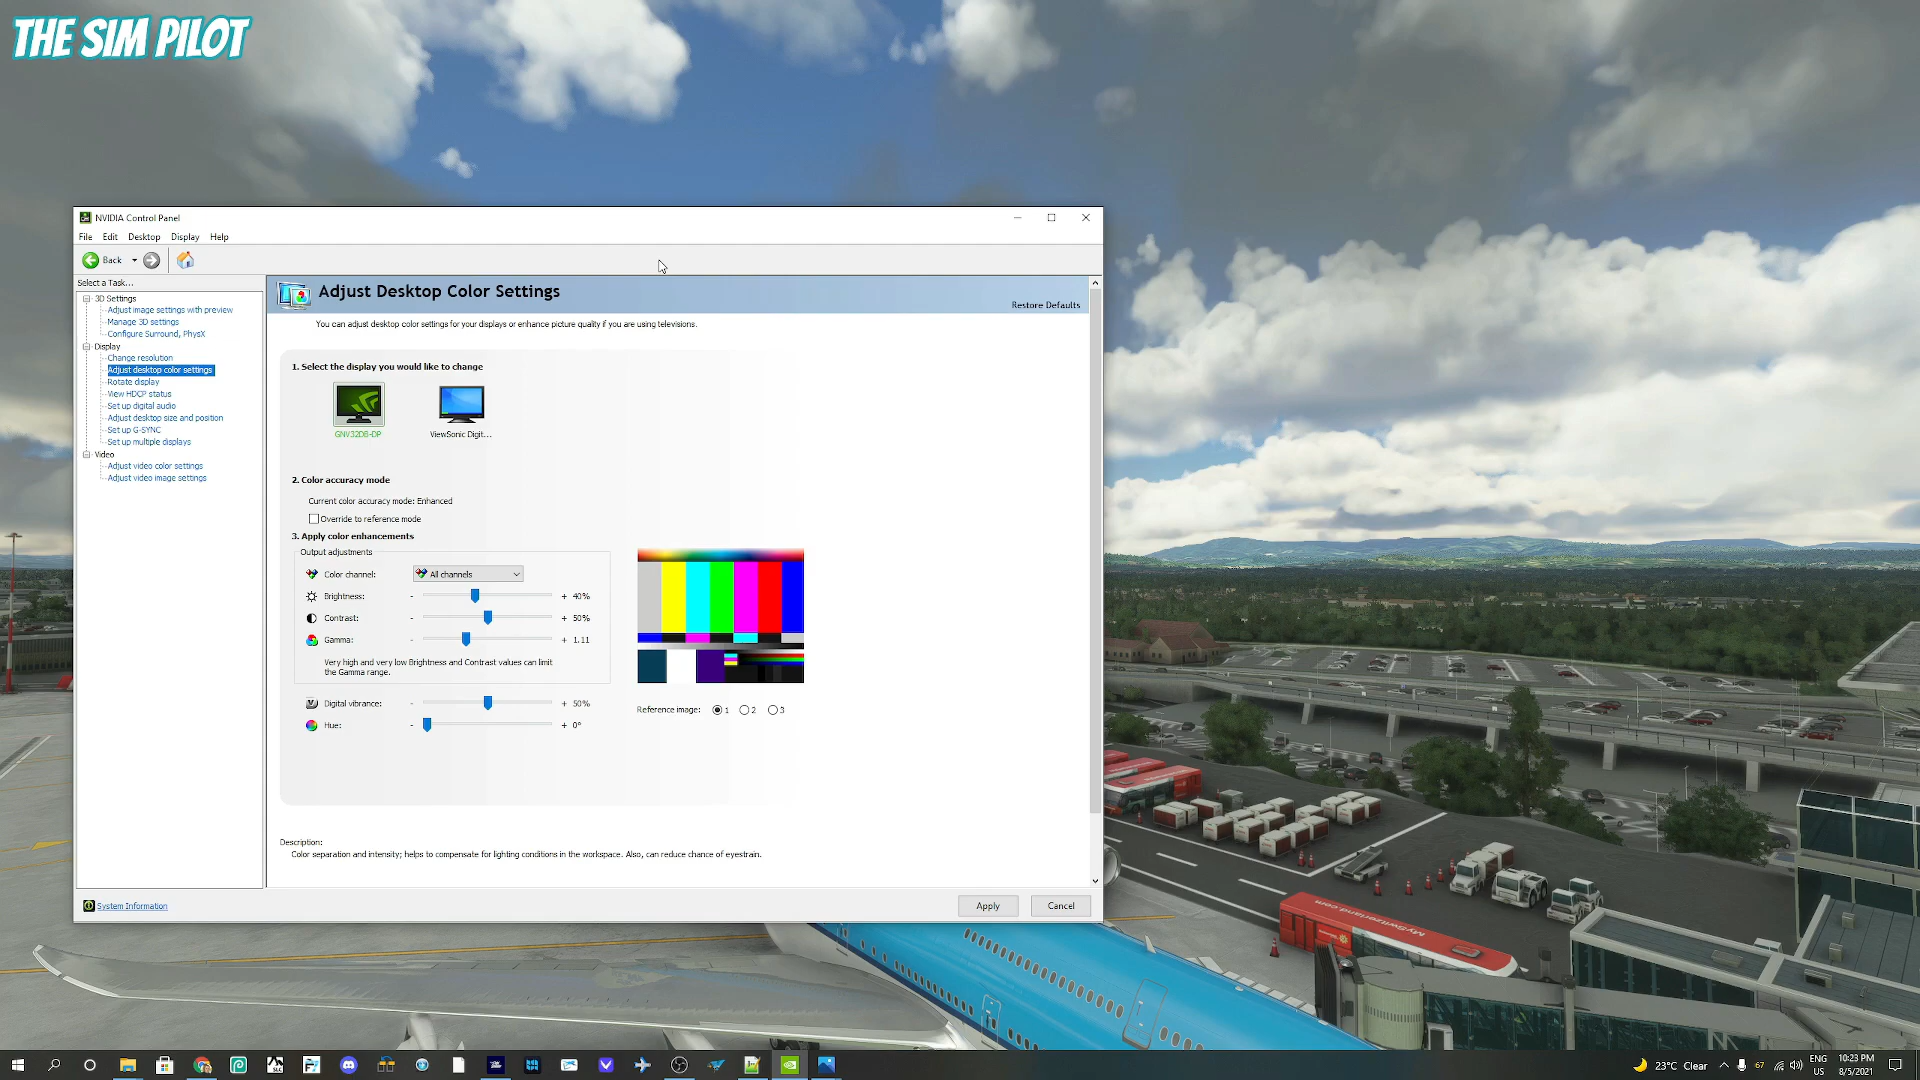 THE SIM PILOT
NVIDIA Control Panel
File Edit Desktop Display Help
Back
Select a Task...
3D Settings
Adjust image settings with preview
Manage 3D settings
Configure Surround, PhysX
Display
Change resolution
Adjust desktop color settings
Rotate display
View HDCP status
Set up digital audio
Adjust desktop size and position
Set up G-SYNC
Set up multiple displays
Video
Adjust video color settings
Adjust video image settings
System Information
Adjust Desktop Color Settings
Restore Defaults
You can adjust desktop color settings for your displays or enhance picture quality if you are using televisions.
1. Select the display you would like to change
GNV32DB-DP
ViewSonic Digit...
2. Color accuracy mode
Current color accuracy mode: Enhanced
Override to reference mode
3. Apply color enhancements
Output adjustments
Color channel: All channels
Brightness: - + 40%
Contrast: - + 50%
Gamma: - + 1.11
Very high and very low Brightness and Contrast values can limit
the Gamma range.
Digital vibrance: - + 50%
Hue: - + 0°
Reference image: 1 2 3
Description:
Color separation and intensity; helps to compensate for lighting conditions in the workspace. Also, can reduce chance of eyestrain.
Apply
Cancel
MySwitzerland.com
67
23°C Clear
ENG
US
10:23 PM
8/5/2021